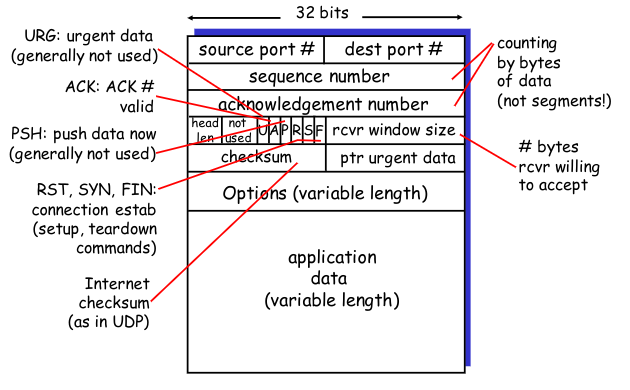 32 bits
URG: urgent data
(generally not used)
ACK: ACK #
valid
PSH: push data now
(generally not used)
RST, SYN, FIN:
connection estab
(setup, teardown
commands)
Internet
checksum
(as in UDP)
source port #
dest port #
sequence number
acknowledgement number
head
len
not
used
U
A
P
R
S
F
rcvr window size
checksum
ptr urgent data
Options (variable length)
application
data
(variable length)
counting
by bytes
of data
(not segments!)
# bytes
rcvr willing
to accept